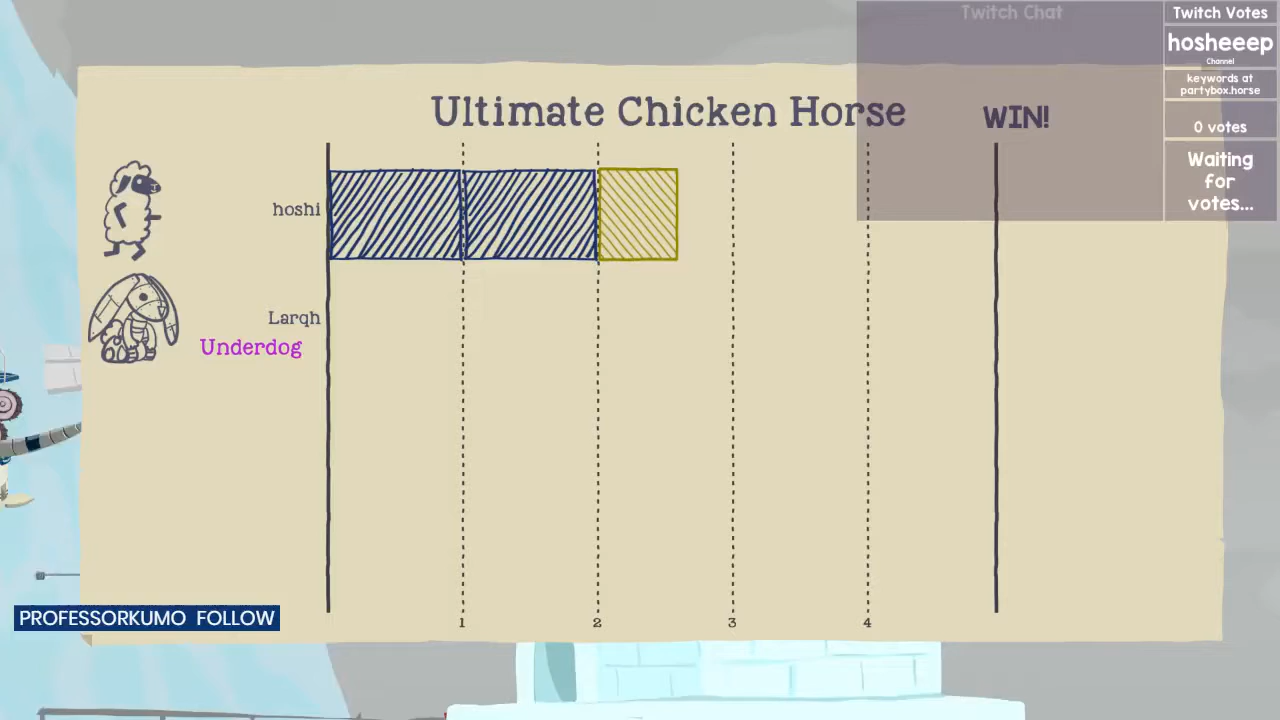 Twitch Chat
Twitch Votes
hosheeep
Channel
keywords at
partybox.horse
0 votes
Waiting
for
votes...
Ultimate Chicken Horse
WIN!
hoshi
Larqh
Underdog
PROFESSORKUMO FOLLOW
1 2 3 4